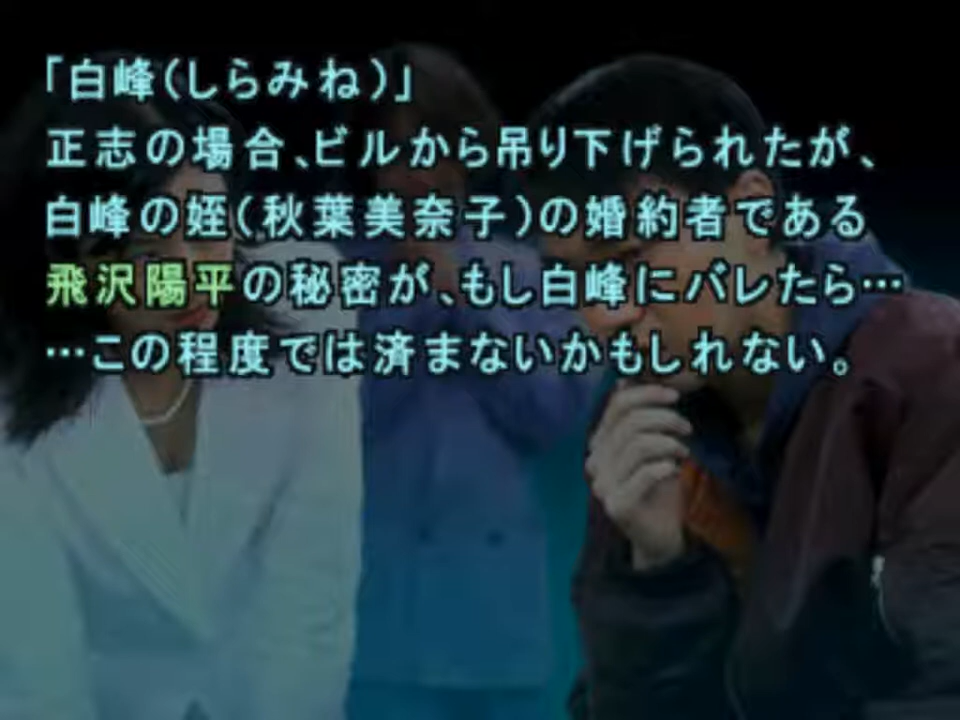 「白峰(しらみね)」
正志の場合、ビルから吊り下げられたが、
白峰の姪(秋葉美奈子)の婚約者である
飛沢陽平の秘密が、もし白峰にバレたら…
…この程度では済まないかもしれない。